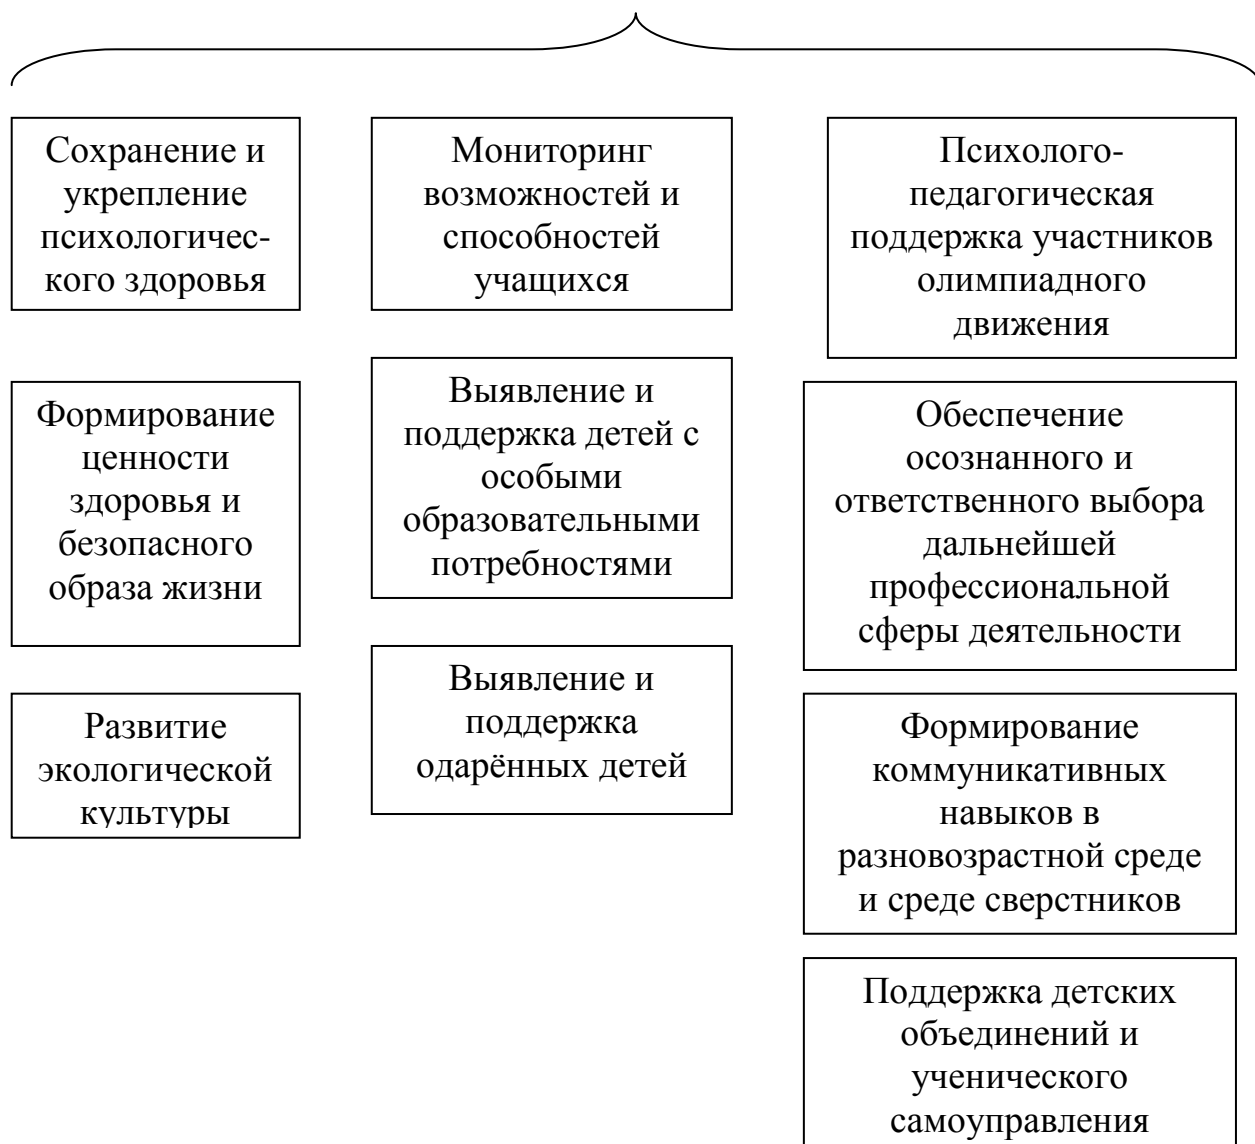 Сохранение и
укрепление
психологичес-
кого здоровья
Формирование
ценности
здоровья и
безопасного
образа жизни
Развитие
экологической
культуры
Мониторинг
возможностей и
способностей
учащихся
Выявление и
поддержка детей с
особыми
образовательными
потребностями
Выявление и
поддержка
одарённых детей
Психолого-
педагогическая
поддержка участников
олимпиадного
движения
Обеспечение
осознанного и
ответственного выбора
дальнейшей
профессиональной
сферы деятельности
Формирование
коммуникативных
навыков в
разновозрастной среде
и среде сверстников
Поддержка детских
объединений и
ученического
самоуправления